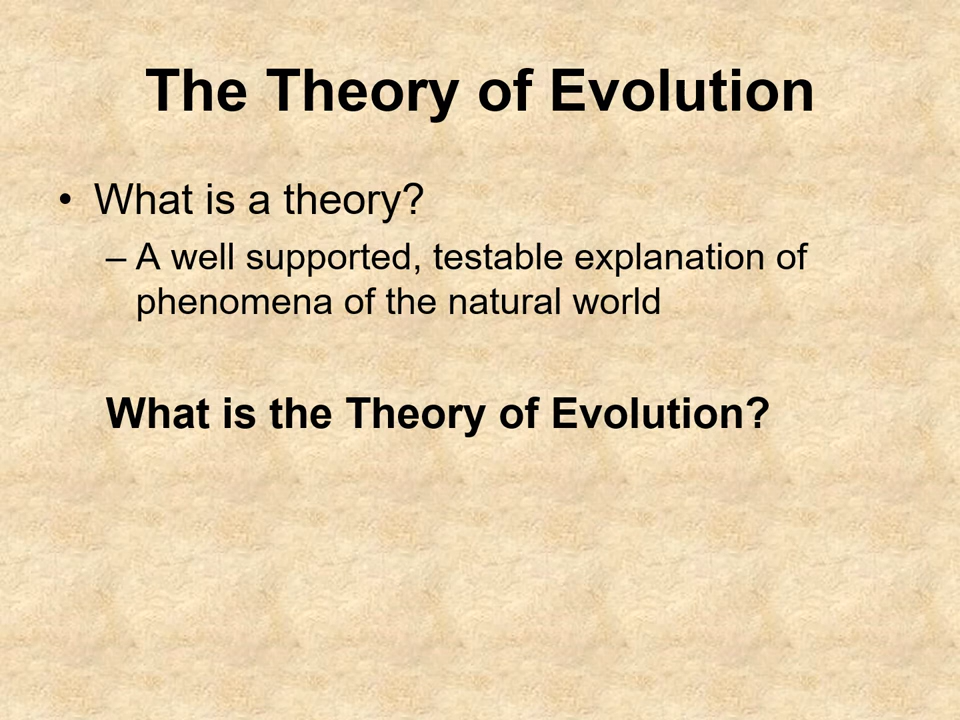 The Theory of Evolution
• What is a theory?
– A well supported, testable explanation of
phenomena of the natural world
What is the Theory of Evolution?